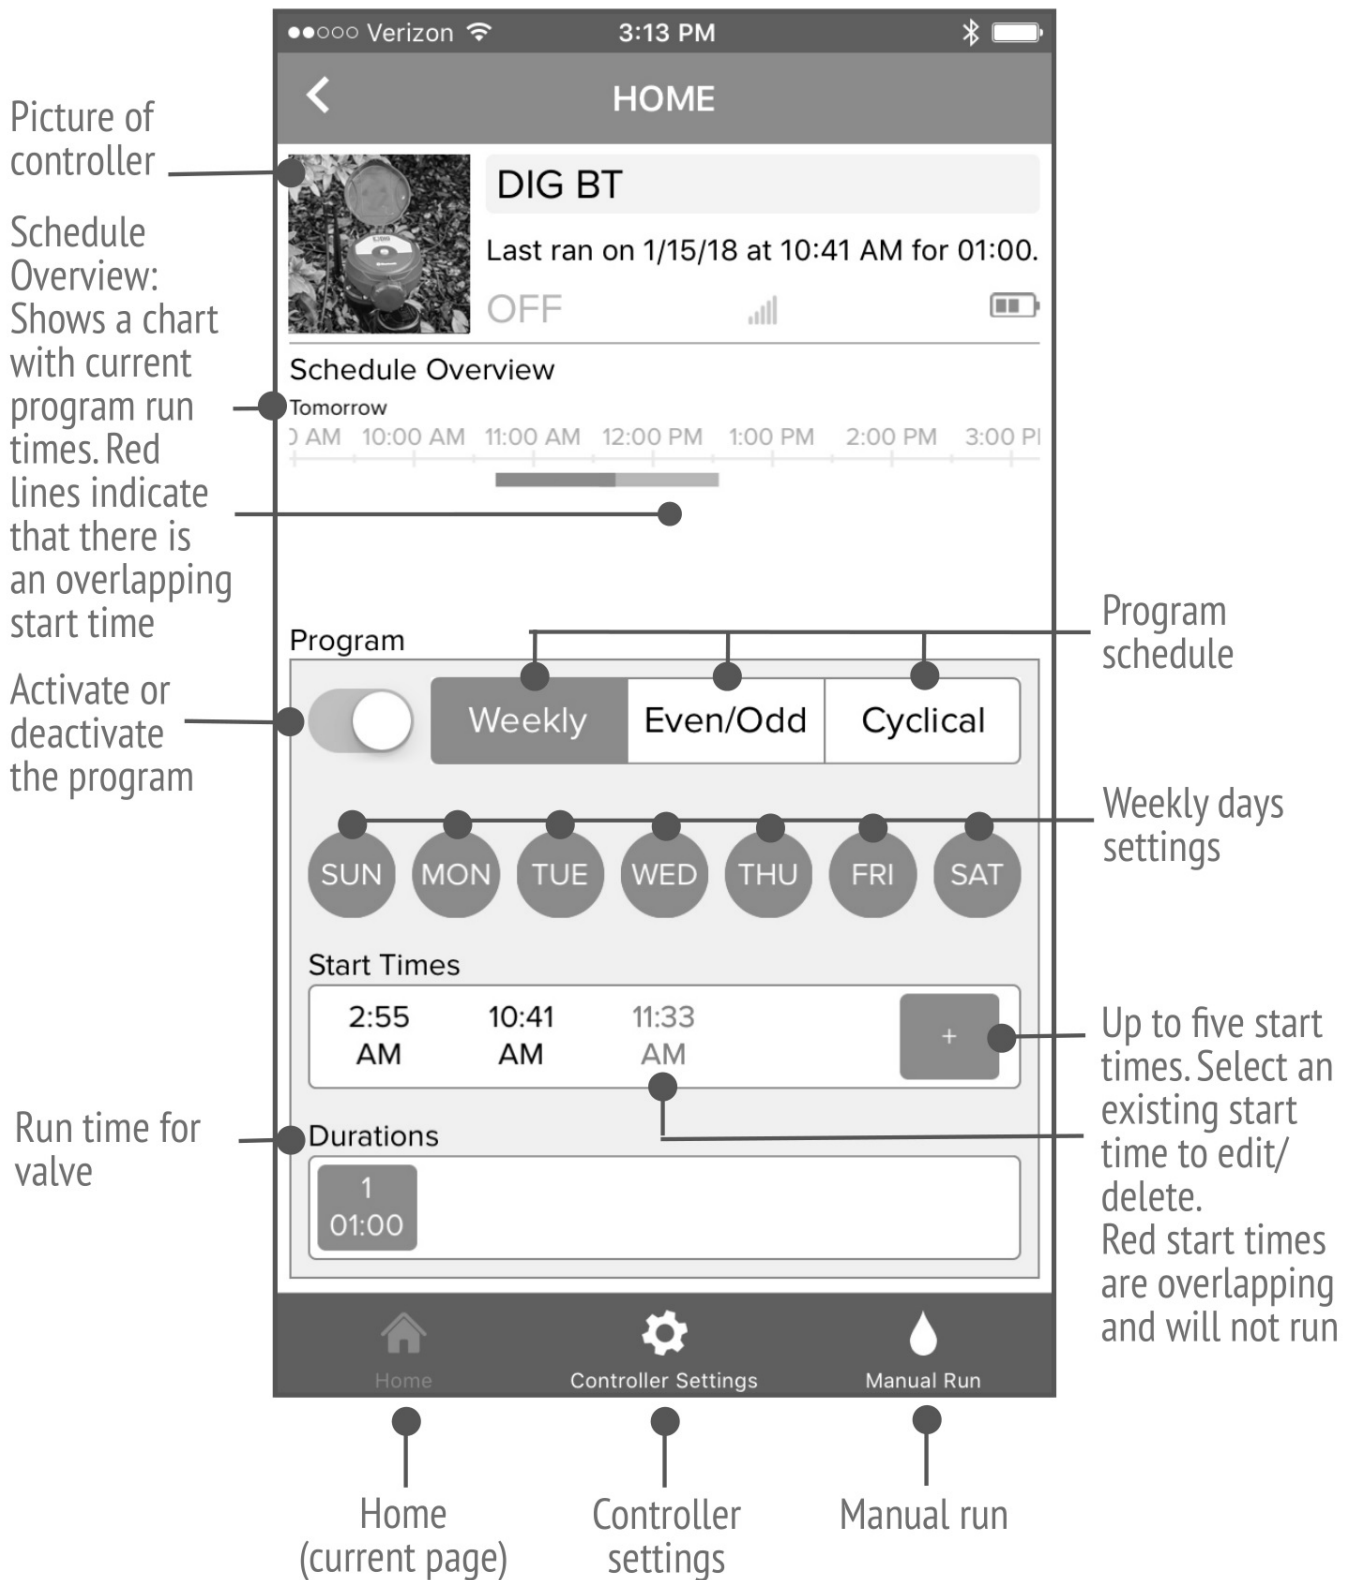 Verizon
3:13 PM
HOME
Picture of
controller
DIG BT
Last ran on 1/15/18 at 10:41 AM for 01:00.
OFF
Schedule
Overview:
Shows a chart
with current
program run
times. Red
lines indicate
that there is
an overlapping
start time
Schedule Overview
Tomorrow
0 AM 10:00 AM 11:00 AM 12:00 PM 1:00 PM 2:00 PM 3:00 P
Program
schedule
Program
Activate or
deactivate
the program
Weekly Even/Odd Cyclical
Weekly days
settings
SUN MON TUE WED THU FRI SAT
Start Times
2:55 10:41 11:33
AM AM AM
+
Up to five start
times. Select an
existing start
time to edit/
delete.
Red start times
are overlapping
and will not run
Run time for
valve
Durations
1
01:00
Home Controller Settings Manual Run
Home
(current page)
Controller
settings
Manual run